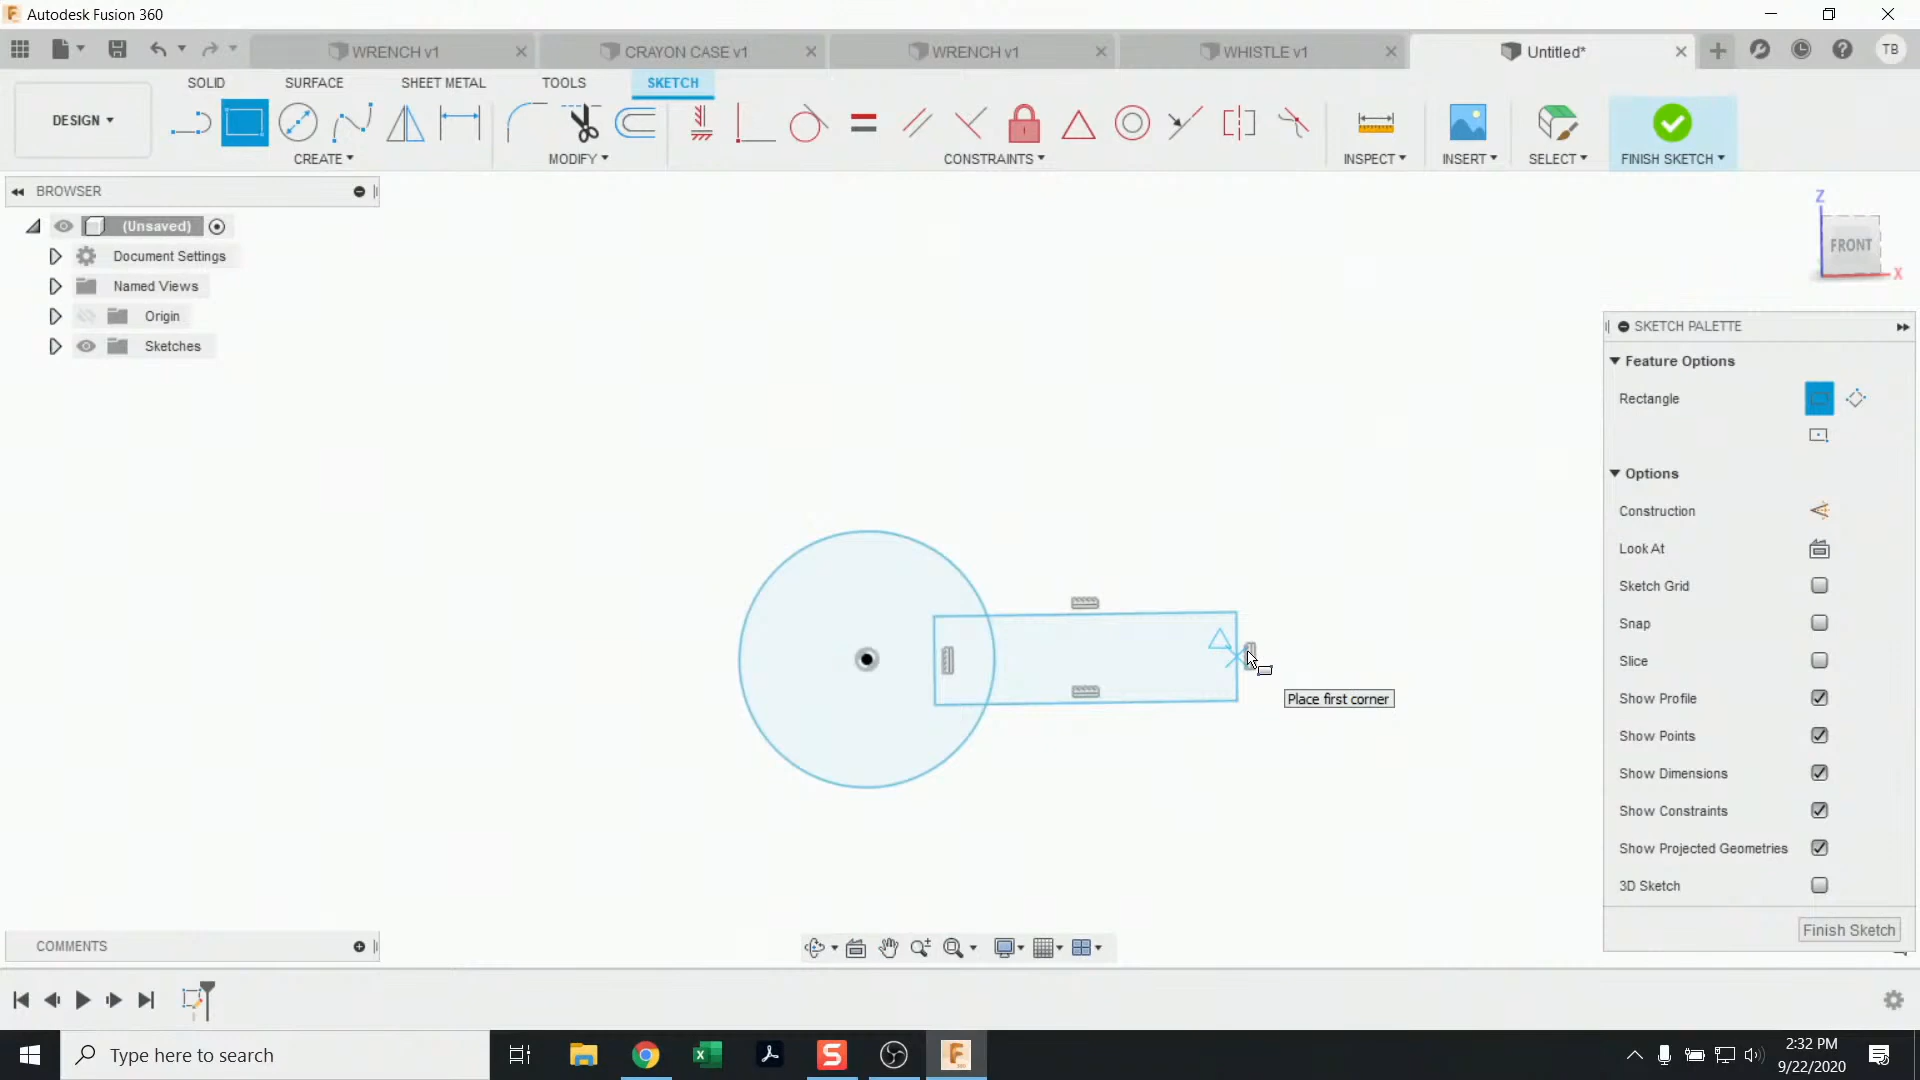 Autodesk Fusion 360
WRENCH v1
CRAYON CASE v1
WRENCH v1
WHISTLE v1
Untitled*
TB
SOLID
SURFACE
SHEET METAL
TOOLS
SKETCH
DESIGN
CREATE
MODIFY
CONSTRAINTS
INSPECT
INSERT
SELECT
FINISH SKETCH
BROWSER
(Unsaved)
Document Settings
Named Views
Origin
Sketches
Z
FRONT
X
SKETCH PALETTE
Feature Options
Rectangle
Options
Construction
Look At
Sketch Grid
Snap
Slice
Show Profile
Show Points
Show Dimensions
Show Constraints
Show Projected Geometries
3D Sketch
Finish Sketch
Place first corner
COMMENTS
Type here to search
2:32 PM
9/22/2020